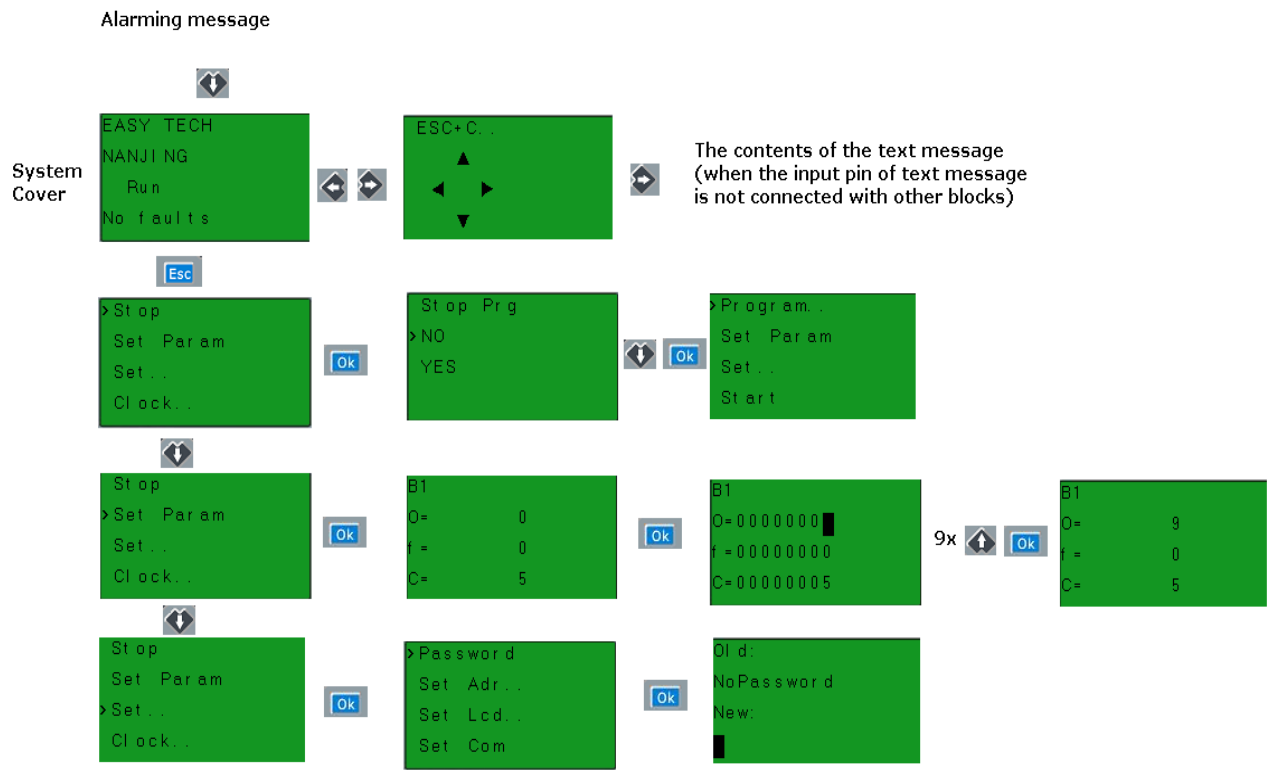 Alarming message
System
Cover
EASY TECH
NANJING
Run
No faults
ESC+C..
The contents of the text message
(when the input pin of text message
is not connected with other blocks)
Esc
>Stop
Set Param
Set..
Clock..
Ok
Stop Prg
>NO
YES
Ok
>Program..
Set Param
Set..
Start
Stop
>Set Param
Set..
Clock..
Ok
B1
O= 0
f = 0
C= 5
Ok
B1
O=0000000
f =00000000
C=00000005
9x
Ok
B1
O= 9
f = 0
C= 5
Stop
Set Param
>Set..
Clock..
Ok
>Password
Set Adr..
Set Lcd..
Set Com
Ok
Old:
NoPassword
New: